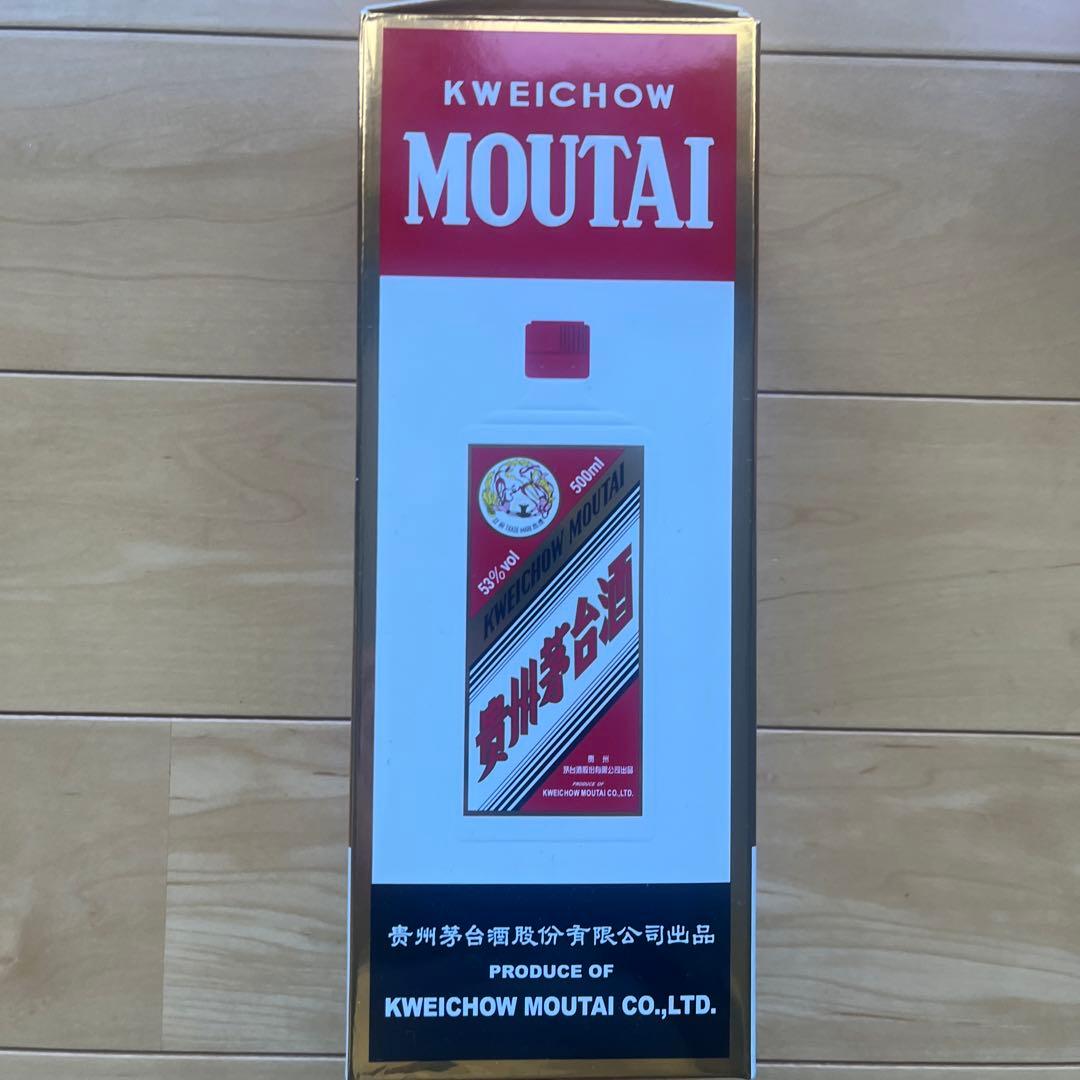 KWEICHOW
MOUTAI
500ml
53%vol
KWEICHOW MOUTAI
贵州茅台酒
贵 州
茅台酒股份有限公司出品
PRODUCE OF
KWEICHOW MOUTAI CO.,LTD.
贵州茅台酒股份有限公司出品
PRODUCE OF
KWEICHOW MOUTAI CO.,LTD.